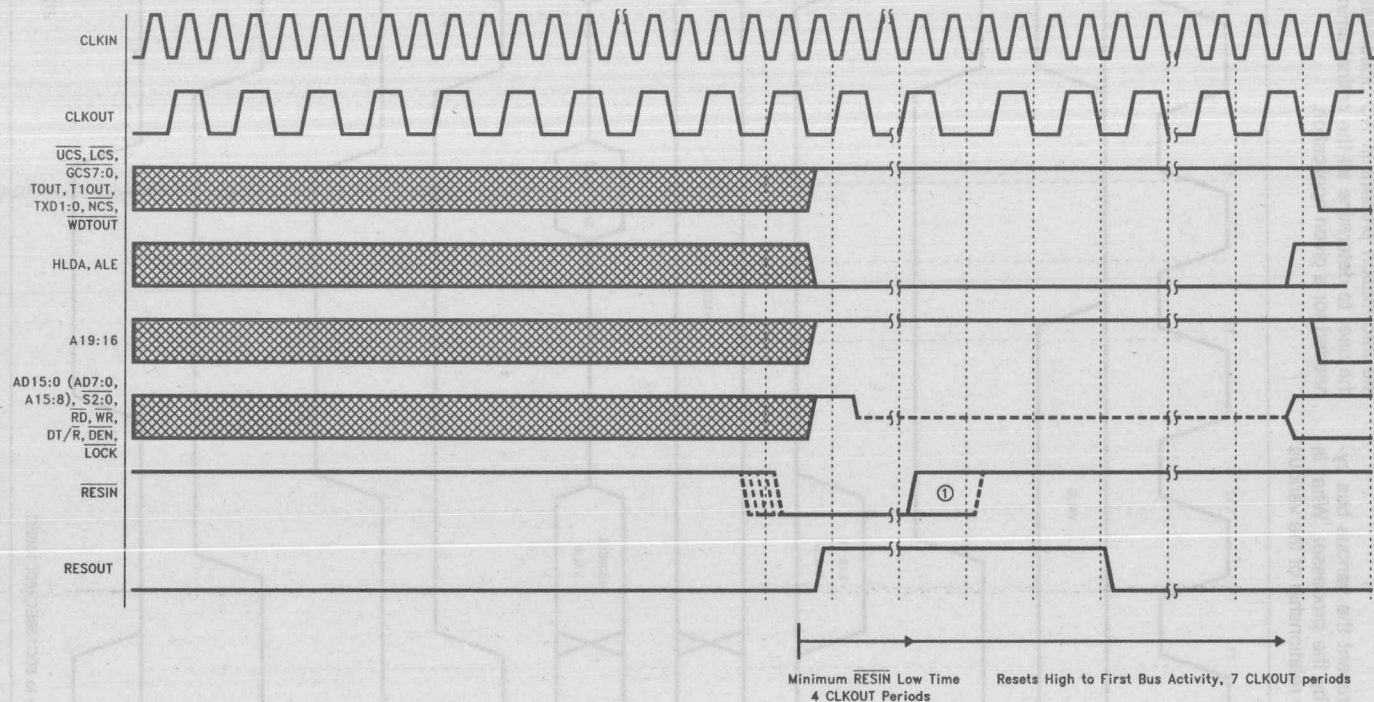 CLKIN
CLKOUT
UCS, LCS,
GCS7:0,
TOUT, T1OUT,
TXD1:0, NCS,
WDTOUT
HLDA, ALE
A19:16
AD15:0 (AD7:0,
A15:8), S2:0,
RD, WR,
DT/R, DEN,
LOCK
RESIN
①
RESOUT
Minimum RESIN Low Time
4 CLKOUT Periods
Resets High to First Bus Activity, 7 CLKOUT periods